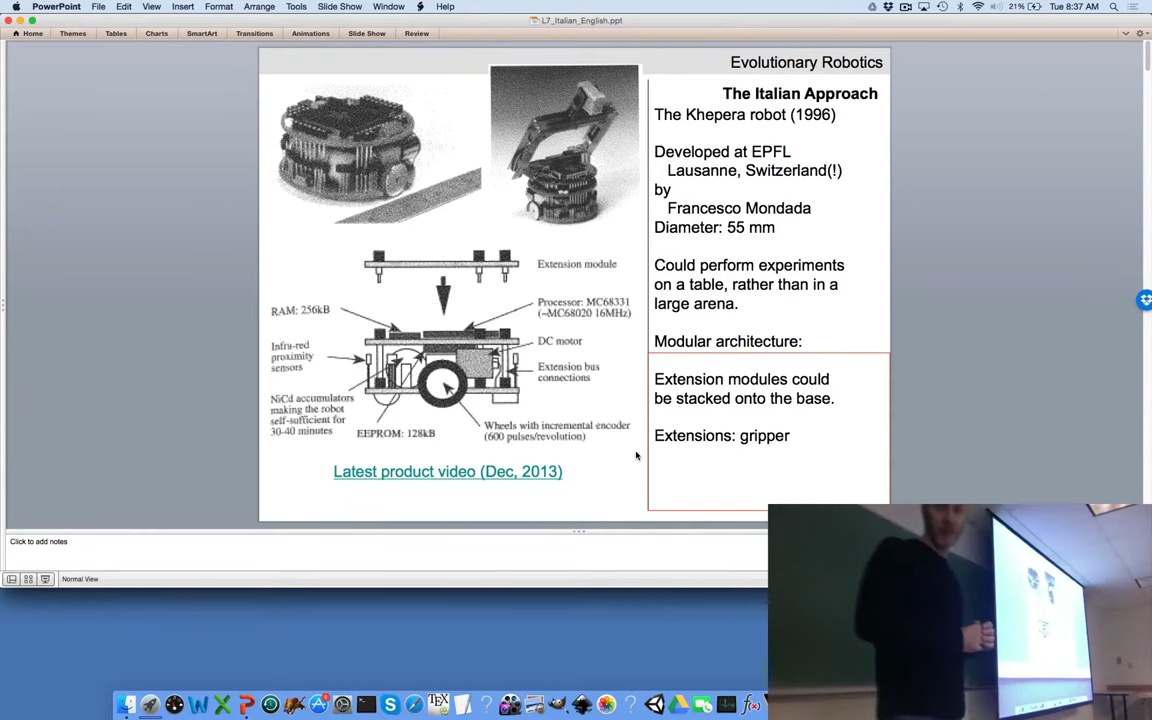 PowerPoint File Edit View Insert Format Arrange Tools Slide Show Window Help
21% Tue 8:37 AM
L7_Italian_English.ppt
Home Themes Tables Charts SmartArt Transitions Animations Slide Show Review
Evolutionary Robotics
The Italian Approach
The Khepera robot (1996)
Developed at EPFL
Lausanne, Switzerland(!)
by
Francesco Mondada
Diameter: 55 mm
Could perform experiments
on a table, rather than in a
large arena.
Modular architecture:
Extension modules could
be stacked onto the base.
Extensions: gripper
Extension module
RAM: 256kB
Processor: MC68331
(~MC68020 16MHz)
Infra-red
proximity
sensors
DC motor
Extension bus
connections
NiCd accumulators
making the robot
self-sufficient for
30-40 minutes
EEPROM: 128kB
Wheels with incremental encoder
(600 pulses/revolution)
Latest product video (Dec, 2013)
Click to add notes
Normal View